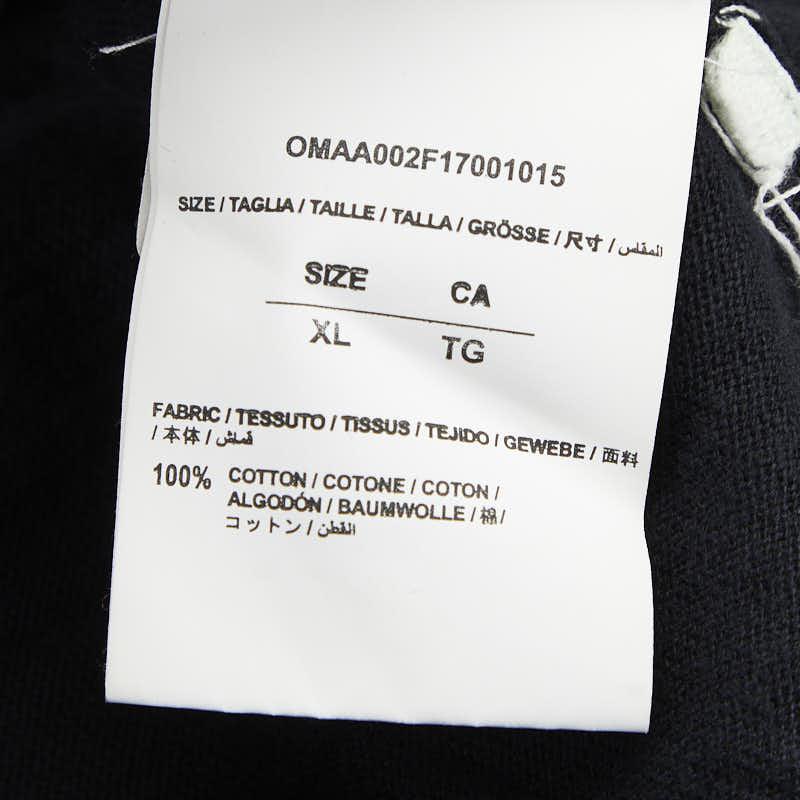 OMAA002F17001015
SIZE / TAGLIA / TAILLE / TALLA / GRÖSSE / 尺寸 / المقاس
SIZE CA
XL TG
FABRIC / TESSUTO / TISSUS / TEJIDO / GEWEBE / 面料
/ 本体 / قماش
100% COTTON / COTONE / COTON /
ALGODÓN / BAUMWOLLE / 棉 /
コットン / القطن